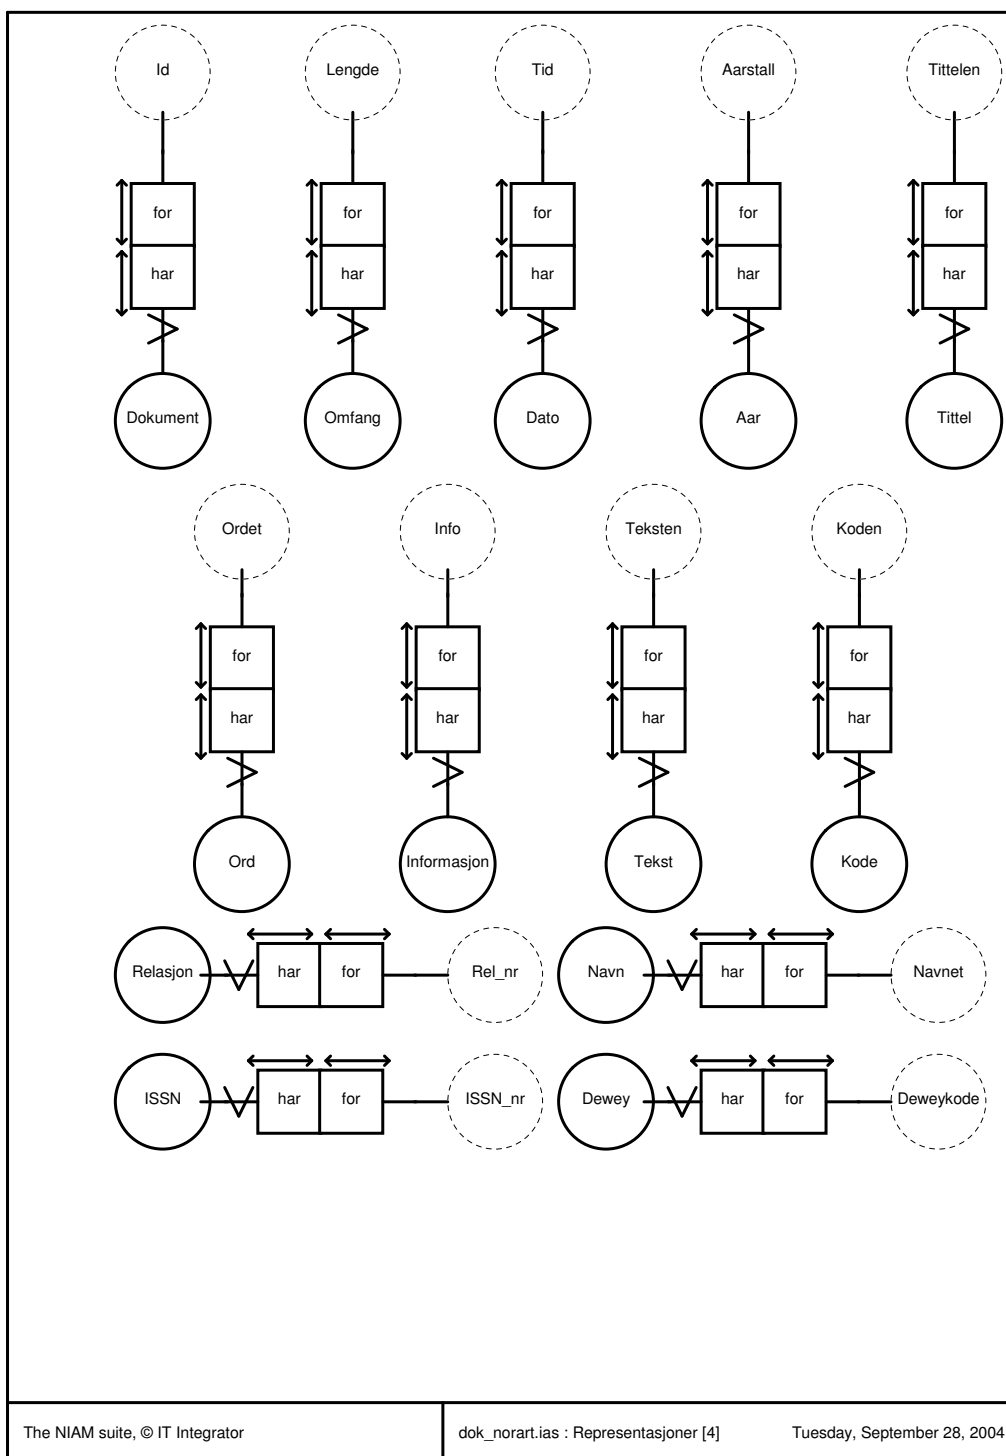 Id Lengde Tid Aarstall Tittelen
for for for for for
har har har har har
Dokument Omfang Dato Aar Tittel
Ordet Info Teksten Koden
for for for for
har har har har
Ord Informasjon Tekst Kode
Relasjon har for Rel_nr Navn har for Navnet
ISSN har for ISSN_nr Dewey har for Deweykode
The NIAM suite, © IT Integrator dok_norart.ias : Representasjoner [4] Tuesday, September 28, 2004